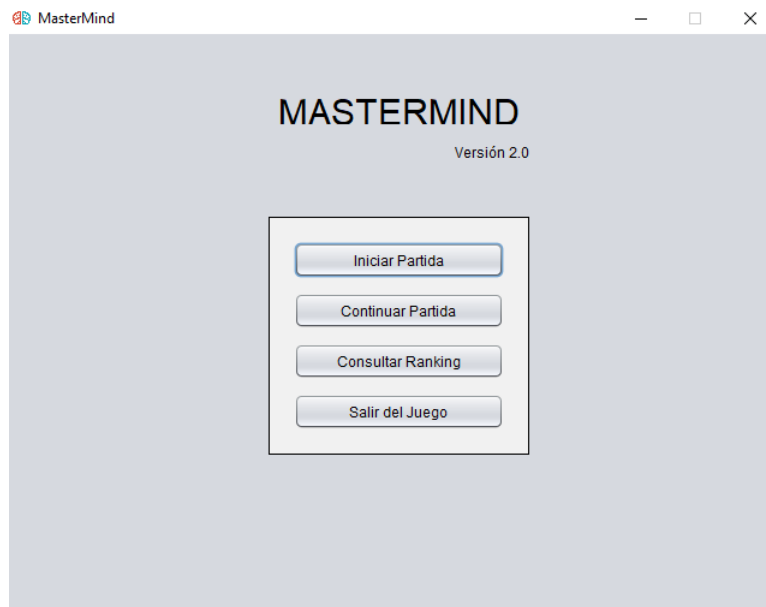 MasterMind
MASTERMIND
Versión 2.0
Iniciar Partida
Continuar Partida
Consultar Ranking
Salir del Juego